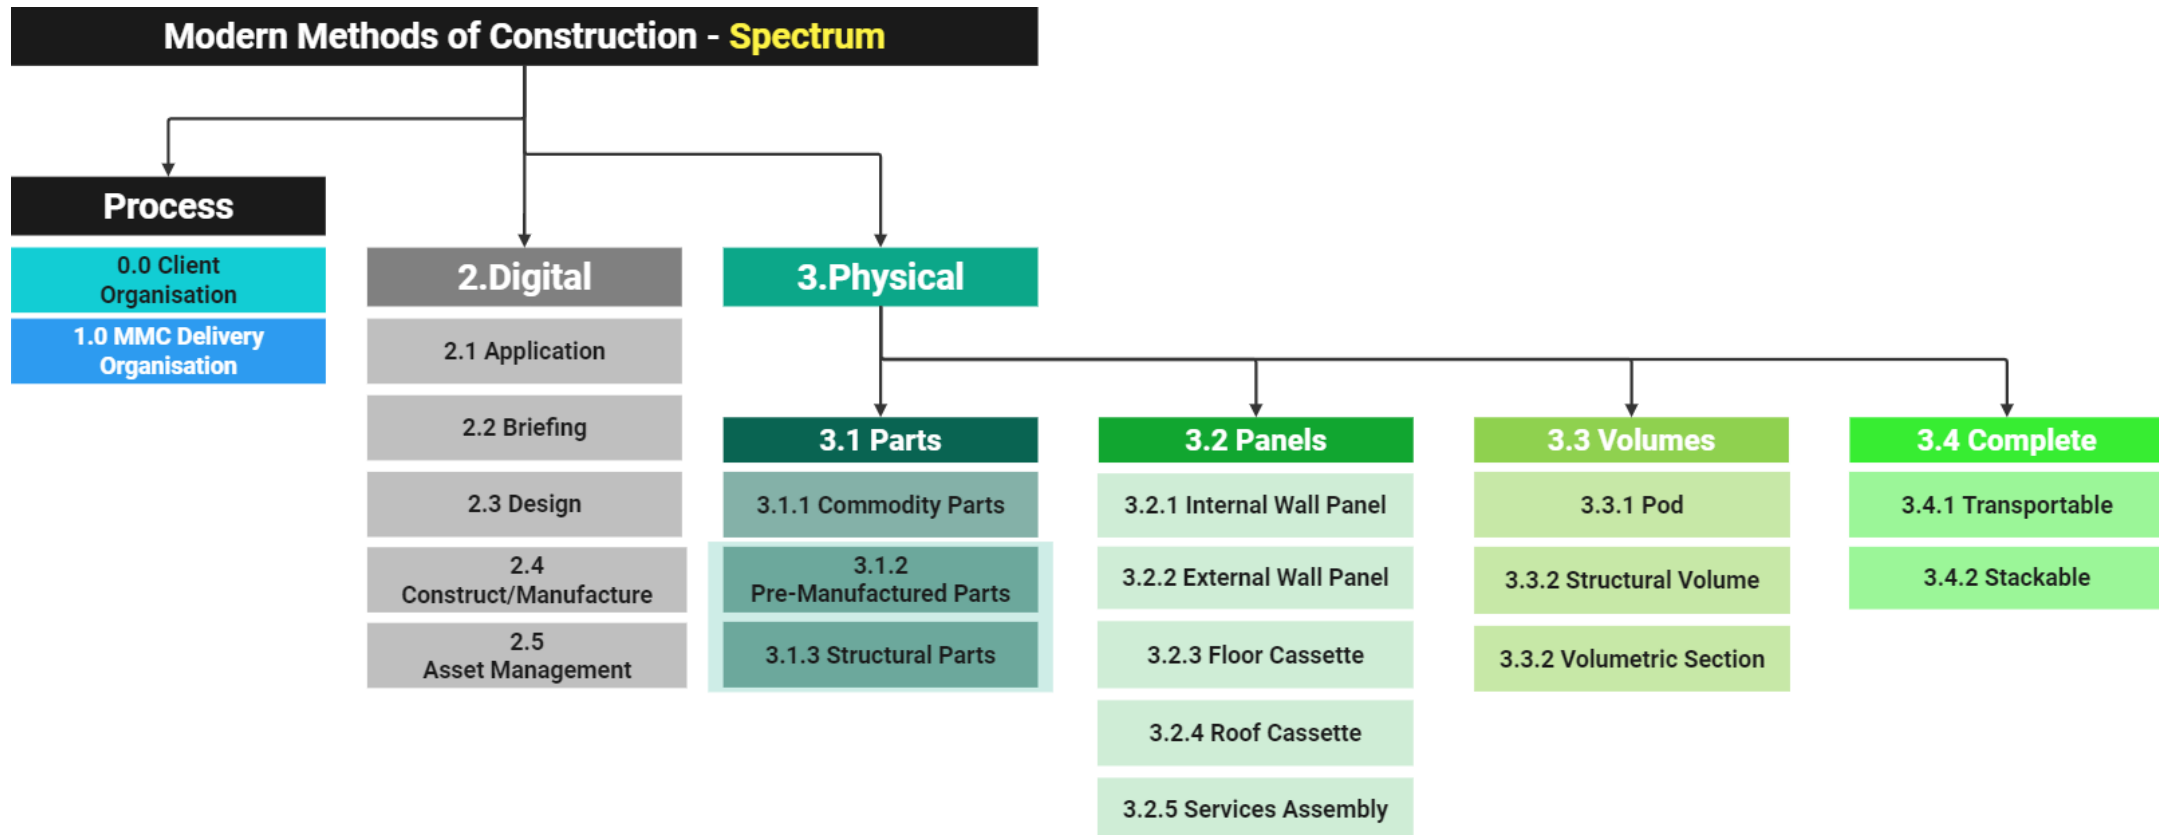 Modern Methods of Construction - Spectrum
Process
0.0 Client
Organisation
1.0 MMC Delivery
Organisation
2.Digital
2.1 Application
2.2 Briefing
2.3 Design
2.4
Construct/Manufacture
2.5
Asset Management
3.Physical
3.1 Parts
3.1.1 Commodity Parts
3.1.2
Pre-Manufactured Parts
3.1.3 Structural Parts
3.2 Panels
3.2.1 Internal Wall Panel
3.2.2 External Wall Panel
3.2.3 Floor Cassette
3.2.4 Roof Cassette
3.2.5 Services Assembly
3.3 Volumes
3.3.1 Pod
3.3.2 Structural Volume
3.3.2 Volumetric Section
3.4 Complete
3.4.1 Transportable
3.4.2 Stackable